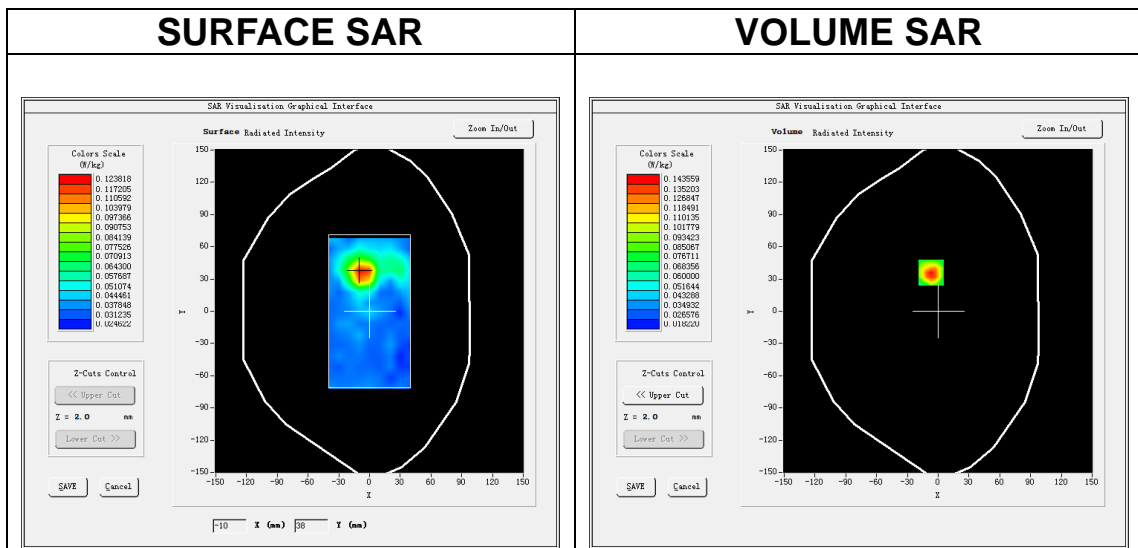 SURFACE SAR
VOLUME SAR
SAR Visualisation Graphical Interface
Surface Radiated Intensity
Zoom In/Out
Colors Scale
(W/kg)
0.123818
0.117205
0.110592
0.103979
0.097366
0.090753
0.084139
0.077526
0.070913
0.064300
0.057687
0.051074
0.044461
0.037848
0.031235
0.024622
Z-Cuts Control
<< Upper Cut
Z = 2.0 mm
Lower Cut >>
SAVE
Cancel
150
120
90
60
30
0
-30
-60
-90
-120
-150
Y
-150 -120 -90 -60 -30 0 30 60 90 120 150
X
-10 X (mm) 38 Y (mm)
SAR Visualisation Graphical Interface
Volume Radiated Intensity
Zoom In/Out
Colors Scale
(W/kg)
0.143559
0.135203
0.126847
0.118491
0.110135
0.101779
0.093423
0.085067
0.076711
0.068356
0.060000
0.051644
0.043288
0.034932
0.026576
0.018220
Z-Cuts Control
<< Upper Cut
Z = 2.0 mm
Lower Cut >>
SAVE
Cancel
150
120
90
60
30
0
-30
-60
-90
-120
-150
Y
-150 -120 -90 -60 -30 0 30 60 90 120 150
X